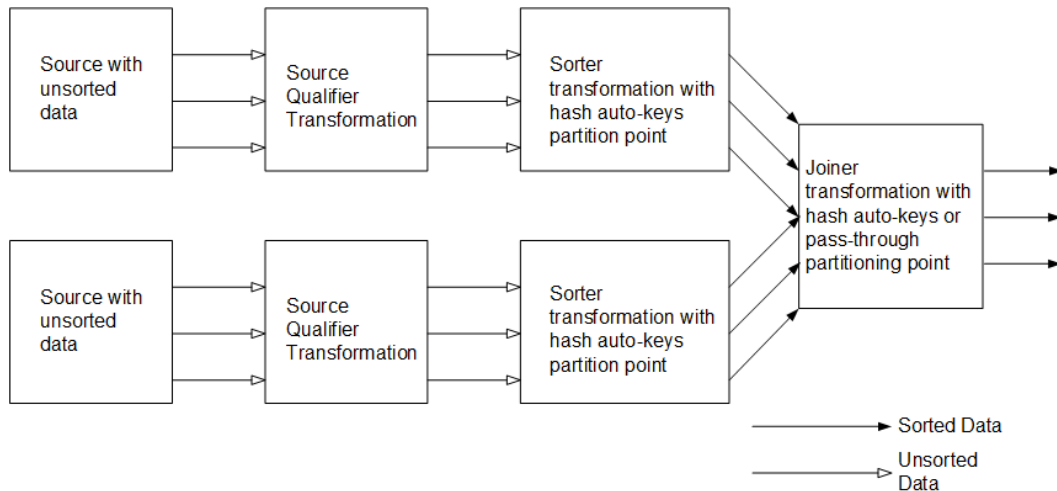 Source with
unsorted
data
Source
Qualifier
Transformation
Sorter
transformation with
hash auto-keys
partition point
Joiner
transformation with
hash auto-keys or
pass-through
partitioning point
Source with
unsorted
data
Source
Qualifier
Transformation
Sorter
transformation with
hash auto-keys
partition point
Sorted Data
Unsorted
Data